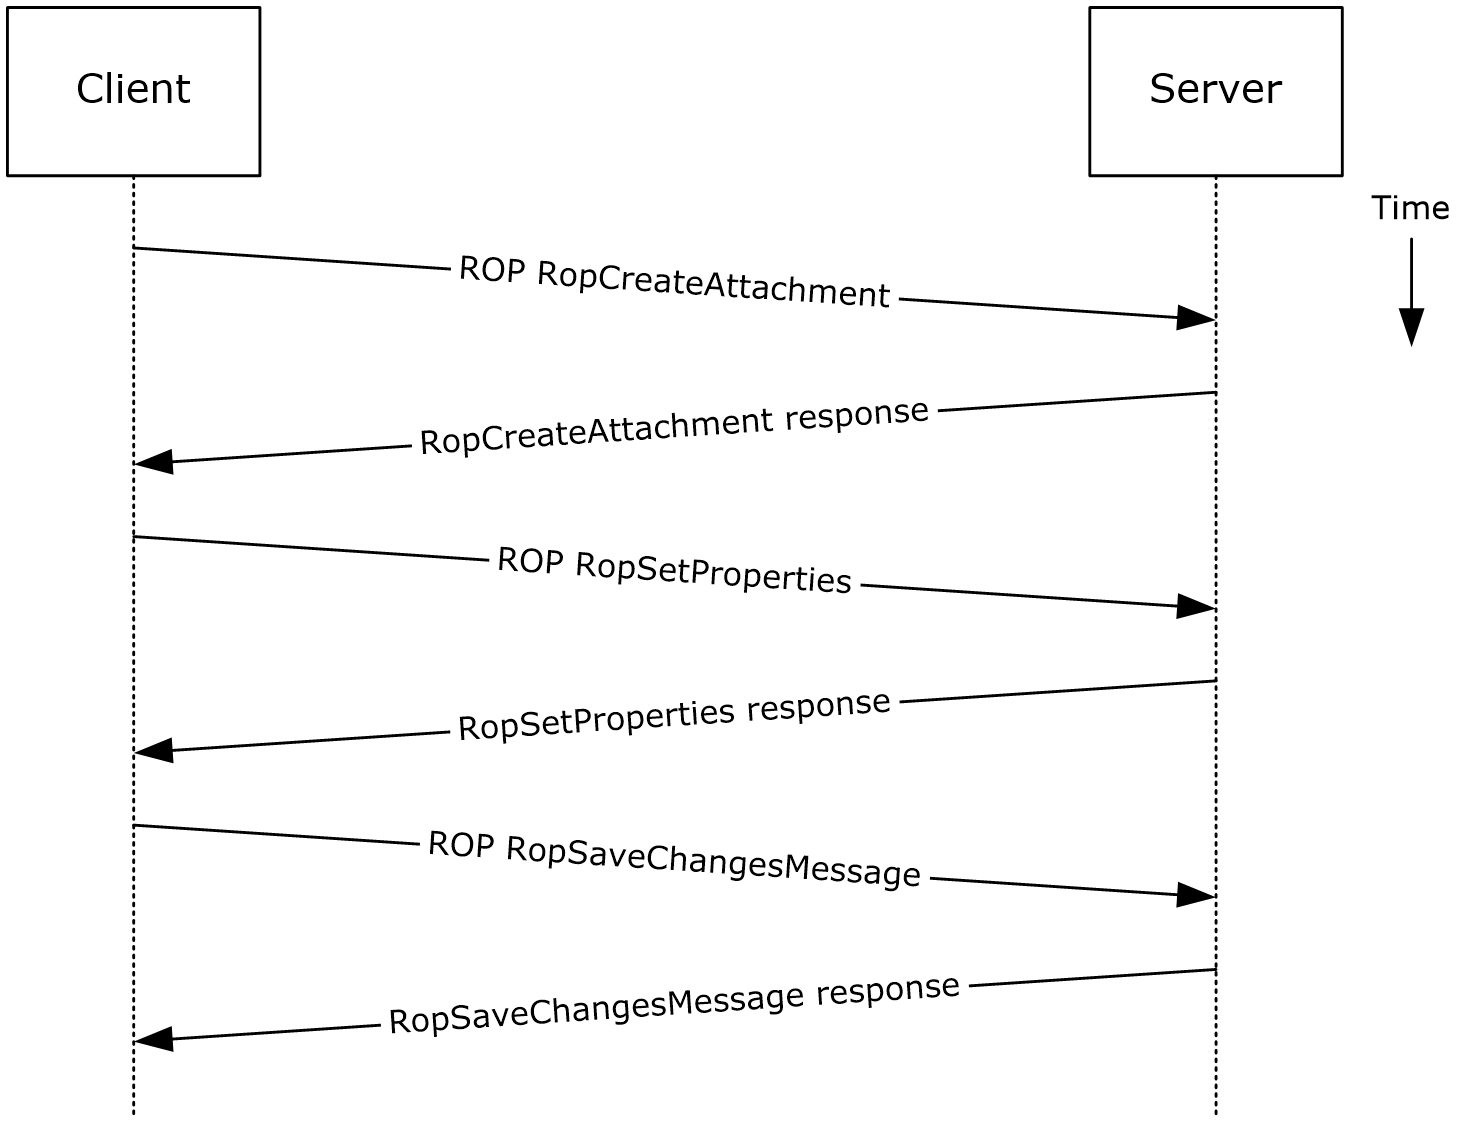 Client
Server
Time
ROP RopCreateAttachment
RopCreateAttachment response
ROP RopSetProperties
RopSetProperties response
ROP RopSaveChangesMessage
RopSaveChangesMessage response